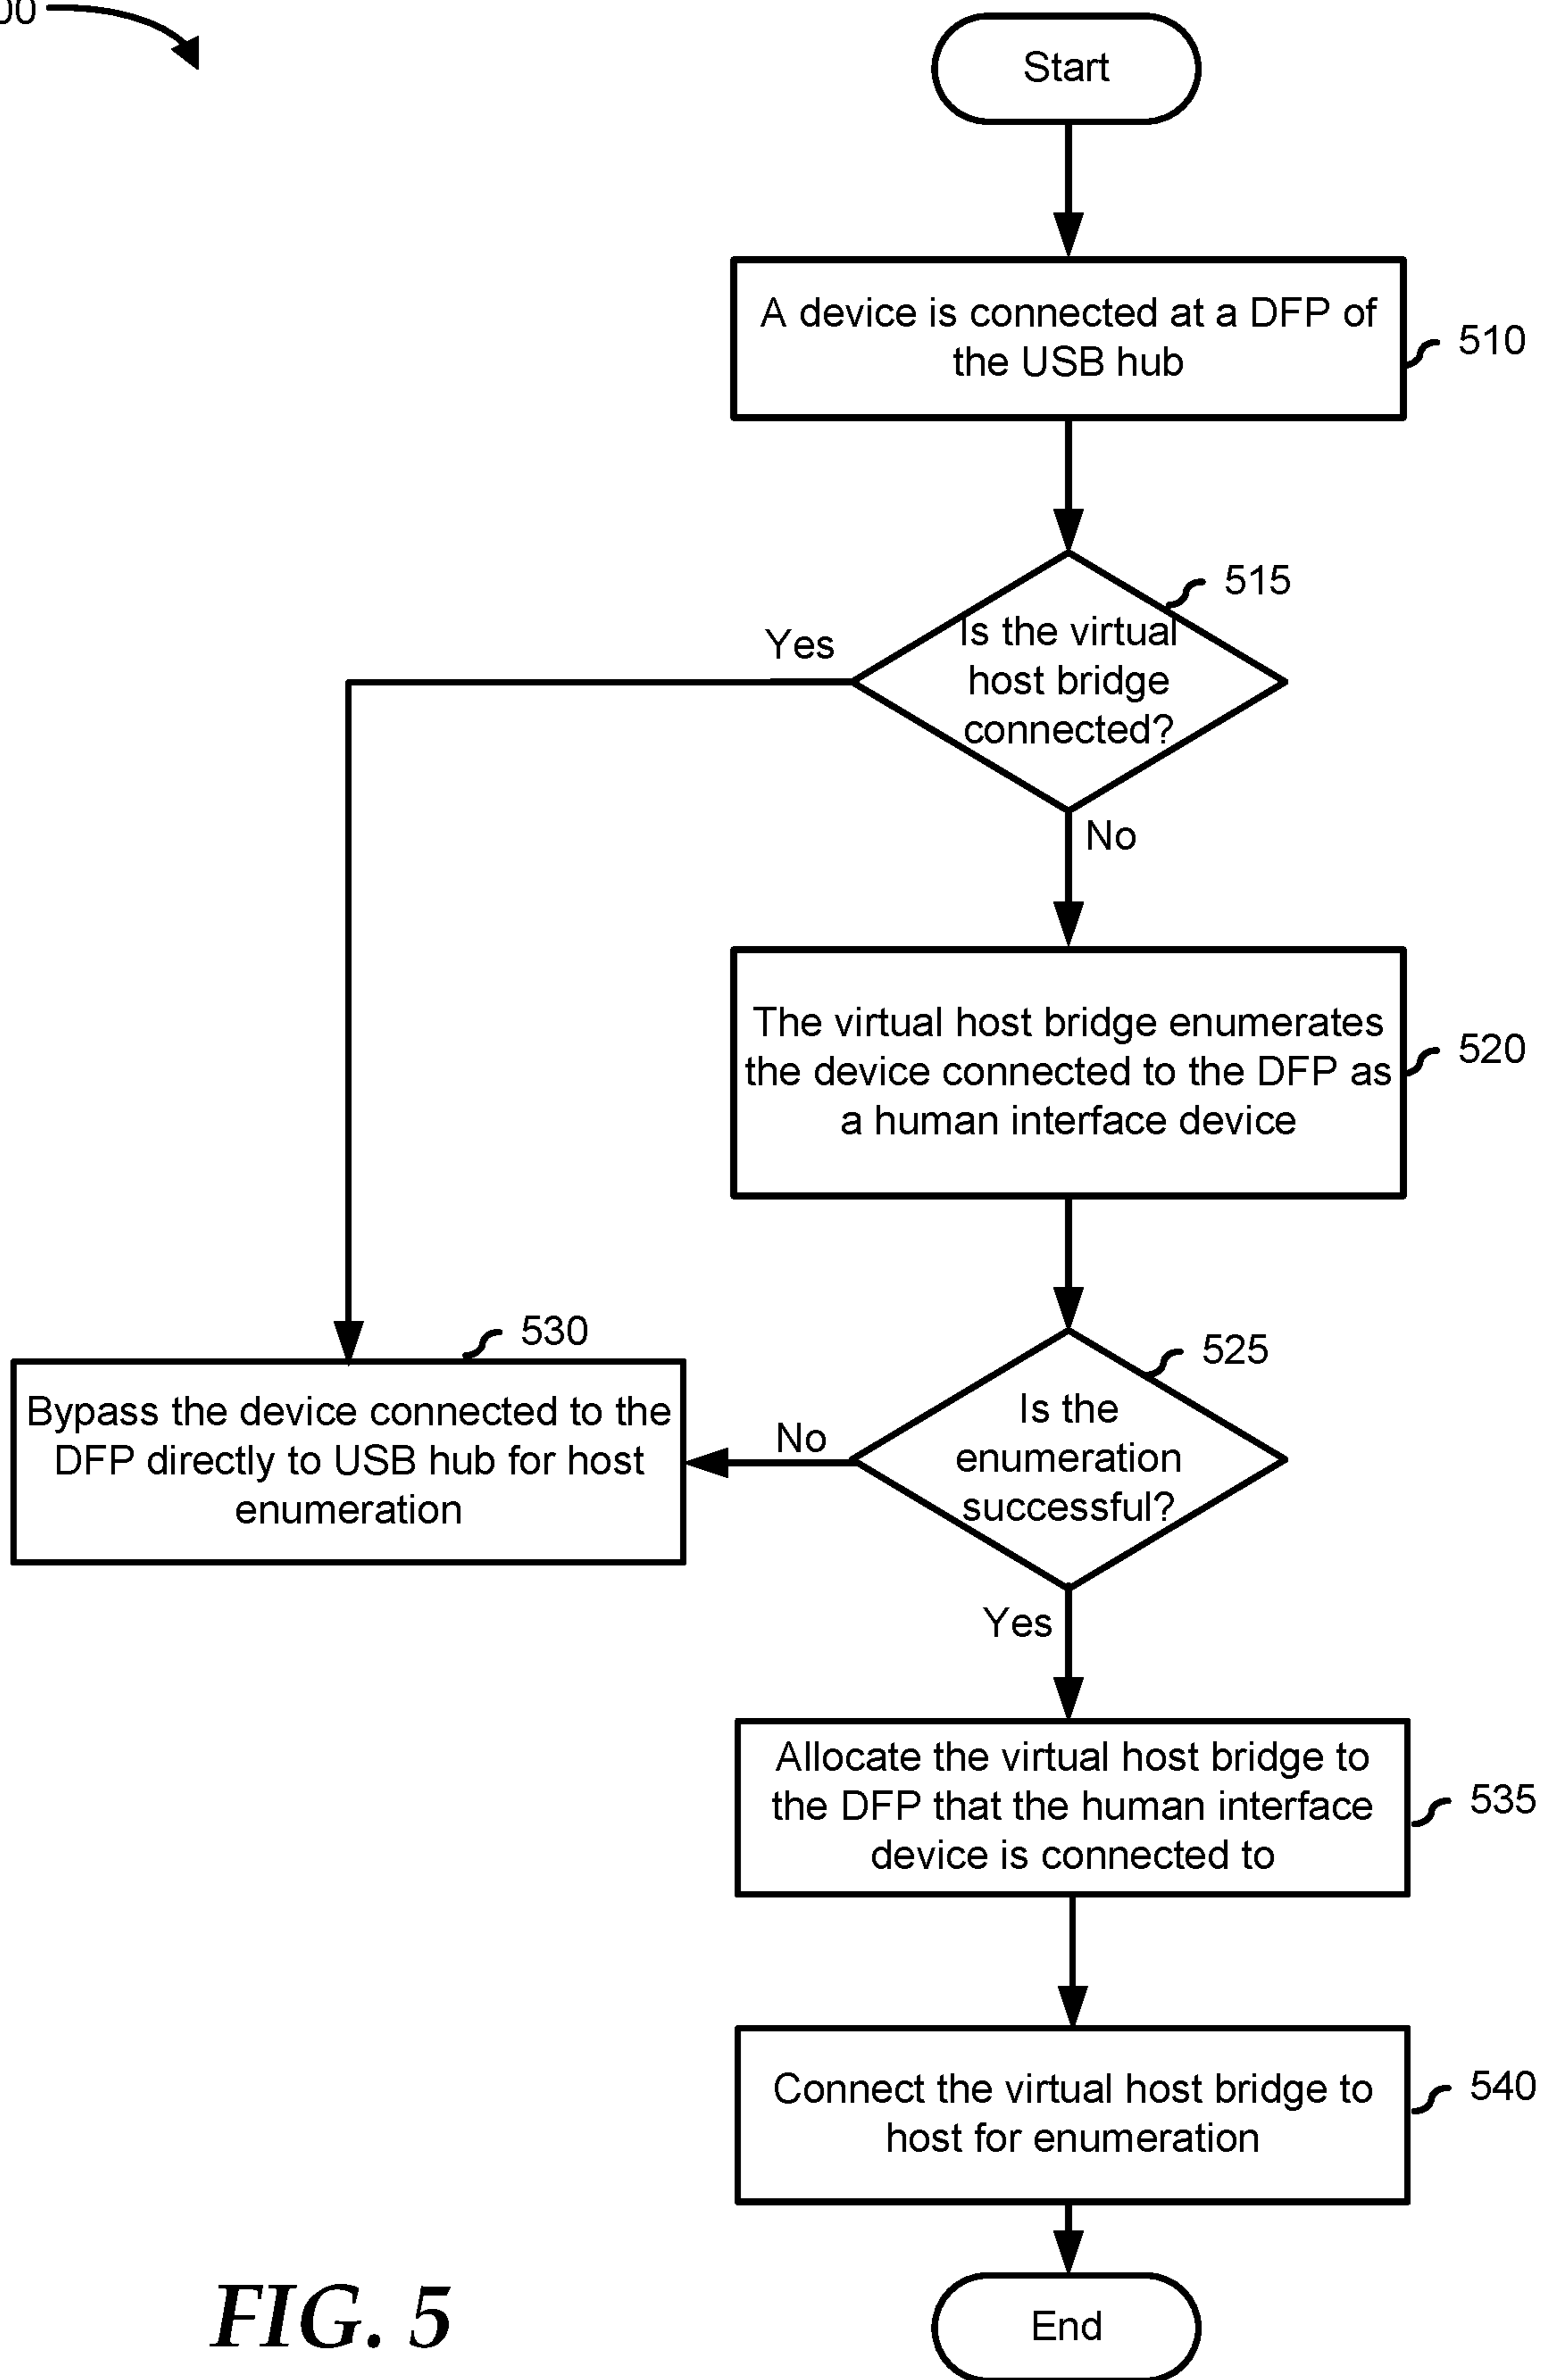 00
Start
A device is connected at a DFP of
the USB hub
510
515
Is the virtual
host bridge
connected?
Yes
No
The virtual host bridge enumerates
the device connected to the DFP as
a human interface device
520
525
Is the
enumeration
successful?
No
530
Bypass the device connected to the
DFP directly to USB hub for host
enumeration
Yes
Allocate the virtual host bridge to
the DFP that the human interface
device is connected to
535
Connect the virtual host bridge to
host for enumeration
540
End
FIG. 5